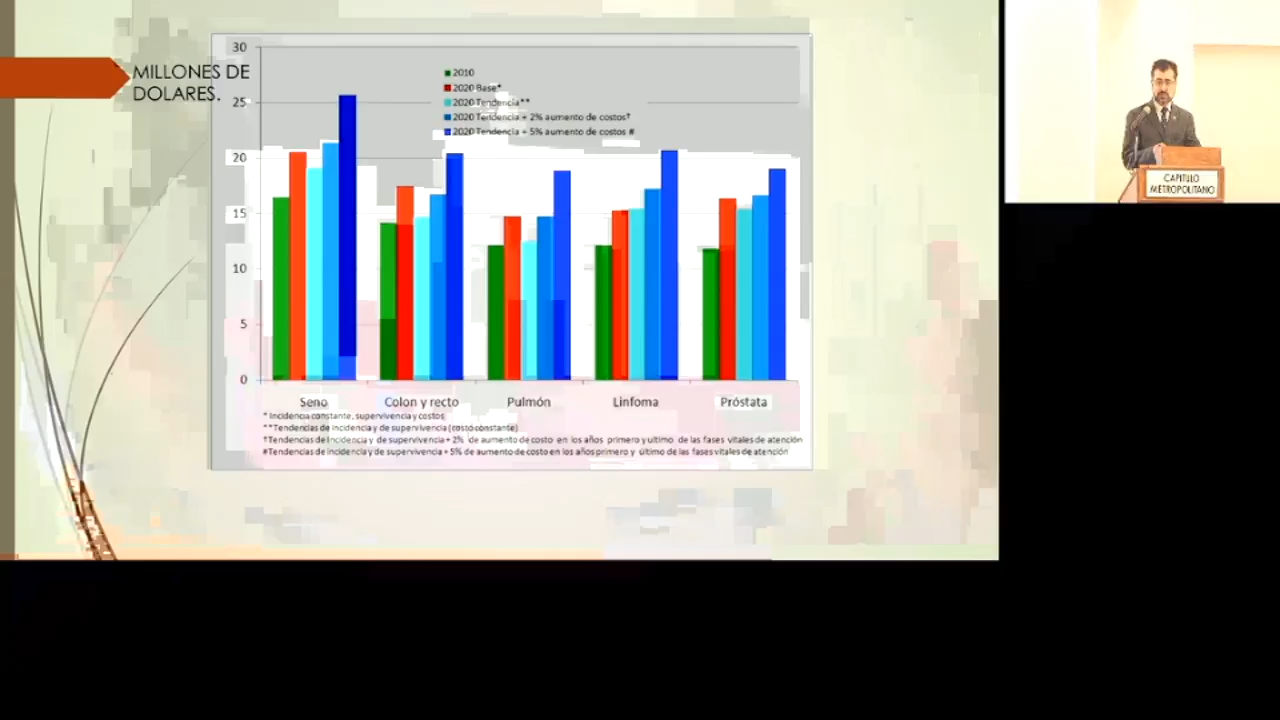 MILLONES DE
DOLARES.
30
25
20
15
10
5
0
2010
2020 Base*
2020 Tendencia**
2020 Tendencia + 2% aumento de costos†
2020 Tendencia + 5% aumento de costos #
Seno
Colon y recto
Pulmón
Linfoma
Próstata
* Incidencia constante, supervivencia y costos
**Tendencias de incidencia y de supervivencia (costo constante)
†Tendencias de incidencia y de supervivencia + 2% de aumento de costo en los años primero y ultimo de las fases vitales de atención
#Tendencias de incidencia y de supervivencia + 5% de aumento de costo en los años primero y último de las fases vitales de atención
CAPITULO
METROPOLITANO